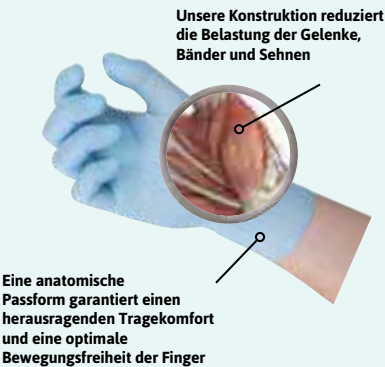 Unsere Konstruktion reduziert
die Belastung der Gelenke,
Bänder und Sehnen
Eine anatomische
Passform garantiert einen
herausragenden Tragekomfort
und eine optimale
Bewegungsfreiheit der Finger